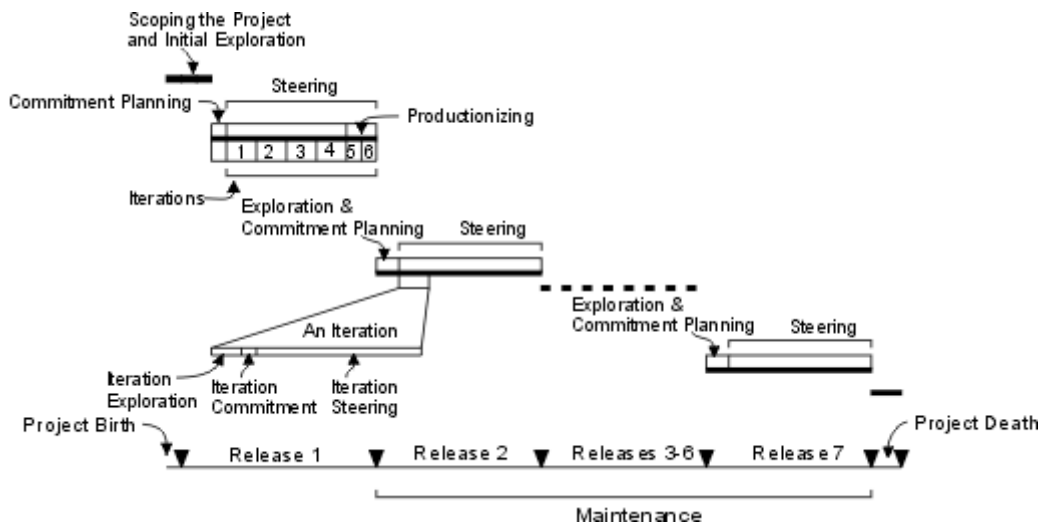 Scoping the Project
and Initial Exploration
Steering
Commitment Planning
Productionizing
1 2 3 4 5 6
Iterations
Exploration &
Commitment Planning
Steering
An Iteration
Exploration &
Commitment Planning
Steering
Iteration
Exploration
Iteration
Commitment
Iteration
Steering
Project Birth
Project Death
Release 1
Release 2
Releases 3-6
Release 7
Maintenance